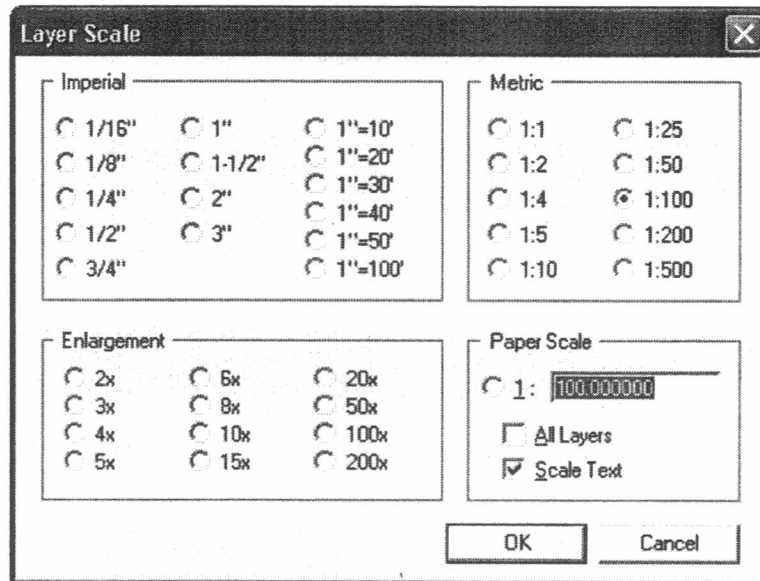 Layer Scale
Imperial
1/16"
1/8"
1/4"
1/2"
3/4"
1"
1-1/2"
2"
3"
1"=10'
1"=20'
1"=30'
1"=40'
1"=50'
1"=100'
Metric
1:1
1:2
1:4
1:5
1:10
1:25
1:50
1:100
1:200
1:500
Enlargement
2x
3x
4x
5x
6x
8x
10x
15x
20x
50x
100x
200x
Paper Scale
1: 100.000000
All Layers
Scale Text
OK
Cancel